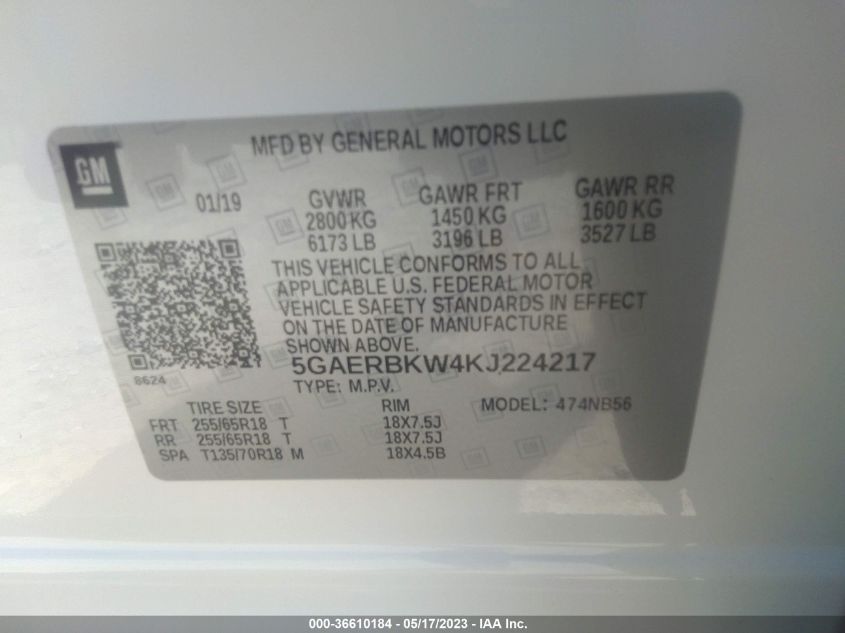 MFD BY GENERAL MOTORS LLC
GM
01/19 GVWR GAWR FRT GAWR RR
2800 KG 1450 KG 1600 KG
6173 LB 3196 LB 3527 LB
THIS VEHICLE CONFORMS TO ALL
APPLICABLE U.S. FEDERAL MOTOR
VEHICLE SAFETY STANDARDS IN EFFECT
ON THE DATE OF MANUFACTURE
SHOWN ABOVE.
5GAERBKW4KJ224217
8624
TYPE: M.P.V.
TIRE SIZE RIM MODEL: 474NB56
FRT 255/65R18 T 18X7.5J
RR 255/65R18 T 18X7.5J
SPA T135/70R18 M 18X4.5B
000-36610184 - 05/17/2023 - IAA Inc.